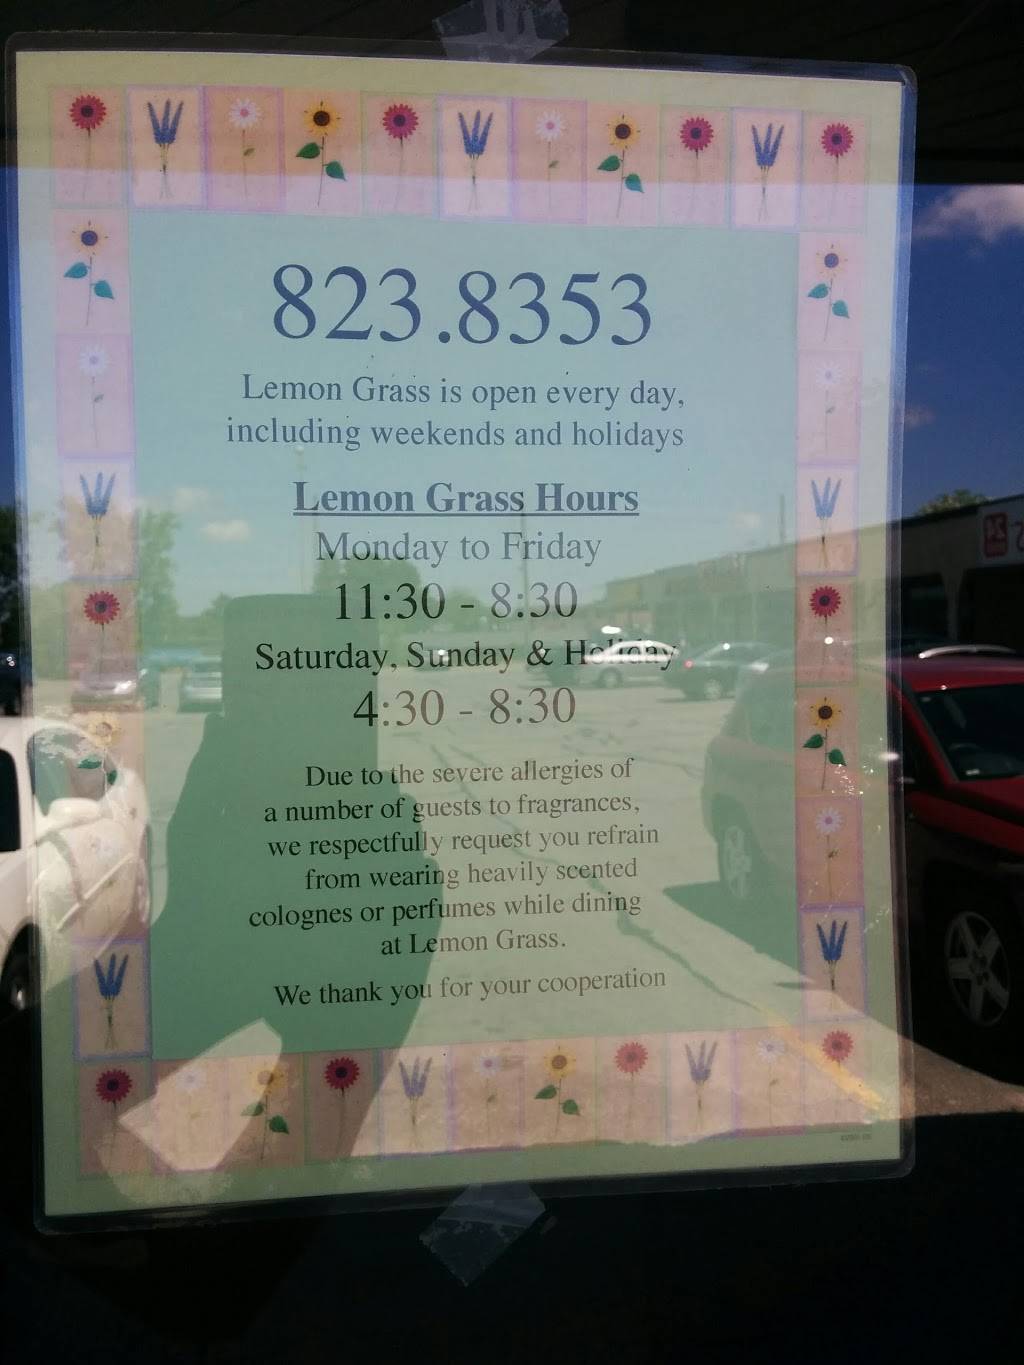 823.8353
Lemon Grass is open every day,
including weekends and holidays
Lemon Grass Hours
Monday to Friday
11:30 - 8:30
Saturday, Sunday & Holiday
4:30 - 8:30
Due to the severe allergies of
a number of guests to fragrances,
we respectfully request you refrain
from wearing heavily scented
colognes or perfumes while dining
at Lemon Grass.
We thank you for your cooperation